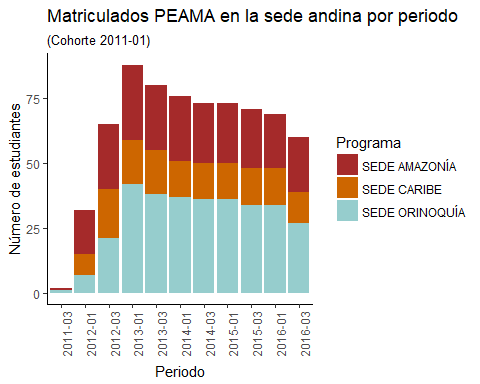 Matriculados PEAMA en la sede andina por periodo
(Cohorte 2011-01)
Número de estudiantes
75
50
25
0
2011-03
2012-01
2012-03
2013-01
2013-03
2014-01
2014-03
2015-01
2015-03
2016-01
2016-03
Periodo
Programa
SEDE AMAZONÍA
SEDE CARIBE
SEDE ORINOQUÍA